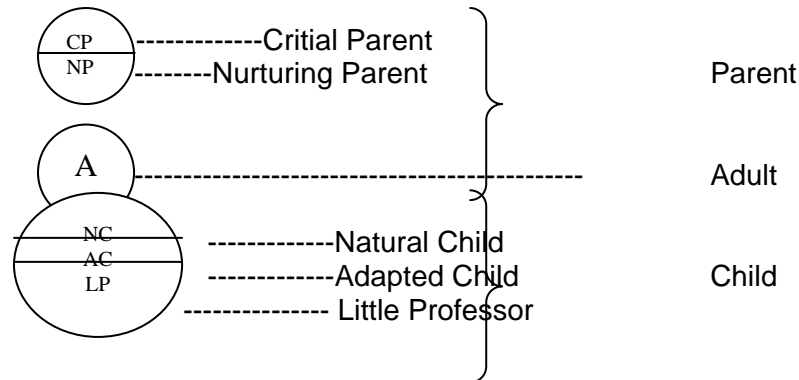 CP -------------Critial Parent
NP --------Nurturing Parent Parent
A ---------------------------------------------- Adult
NC -------------Natural Child
AC -------------Adapted Child Child
LP --------------- Little Professor